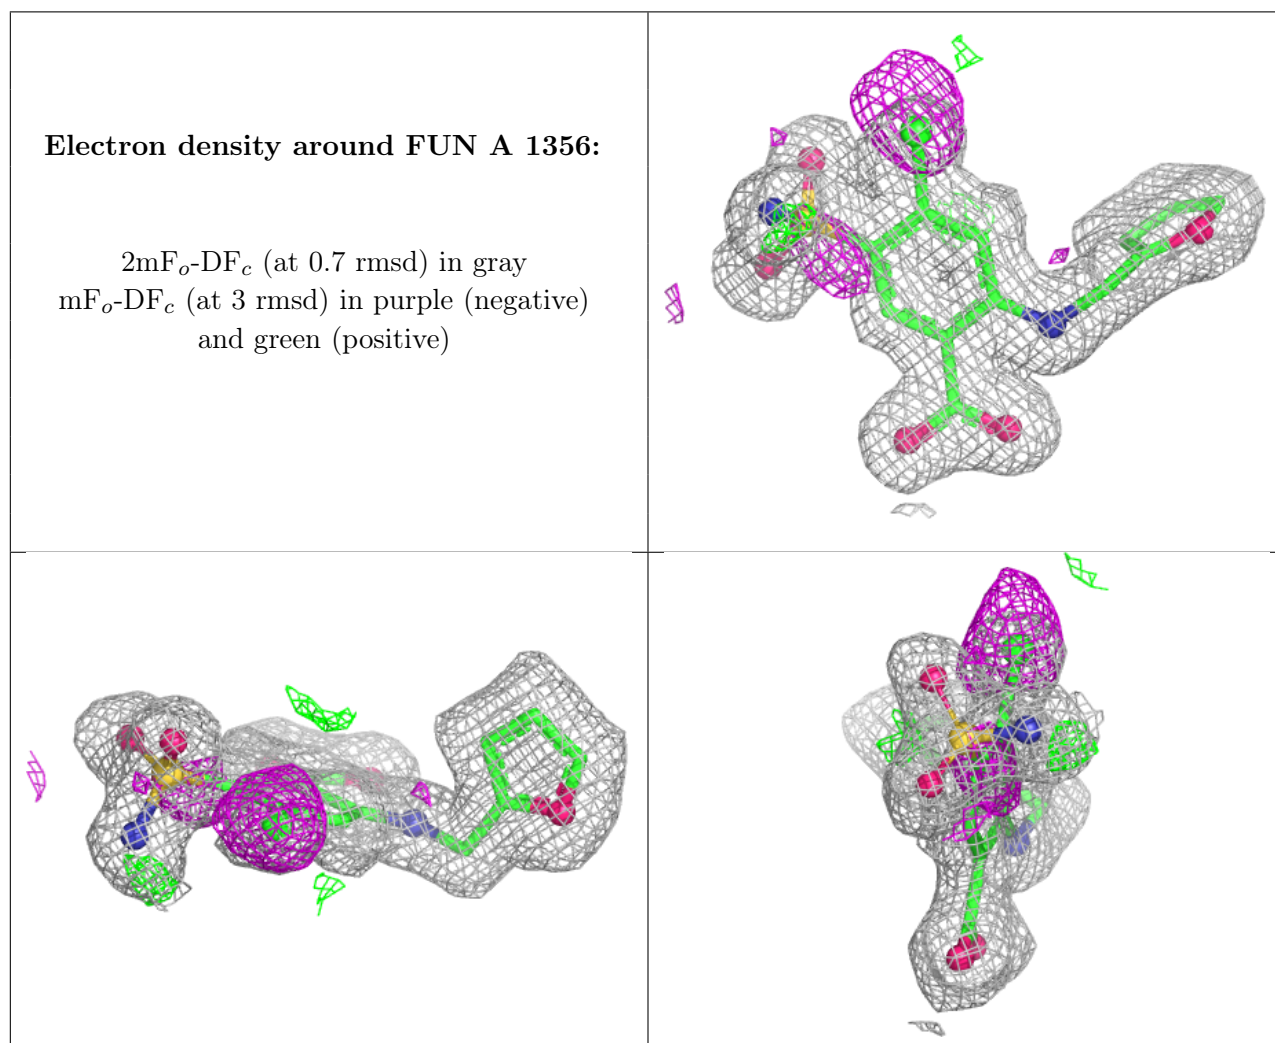 Electron density around FUN A 1356:
2mFo-DFc (at 0.7 rmsd) in gray
mFo-DFc (at 3 rmsd) in purple (negative)
and green (positive)